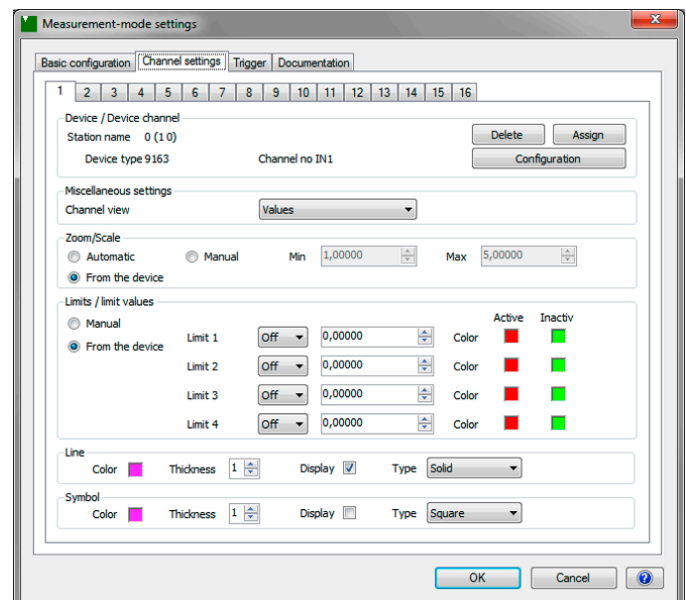 Measurement-mode settings
Basic configuration Channel settings Trigger Documentation
1 2 3 4 5 6 7 8 9 10 11 12 13 14 15 16
Device / Device channel
Station name 0 (1 0) Delete Assign
Device type 9163 Channel no IN1 Configuration
Miscellaneous settings
Channel view Values
Zoom/Scale
Automatic Manual Min 1,00000 Max 5,00000
From the device
Limits / limit values
Active Inactiv
Manual
From the device
Limit 1 Off 0,00000 Color
Limit 2 Off 0,00000 Color
Limit 3 Off 0,00000 Color
Limit 4 Off 0,00000 Color
Line
Color Thickness 1 Display Type Solid
Symbol
Color Thickness 1 Display Type Square
OK Cancel ?